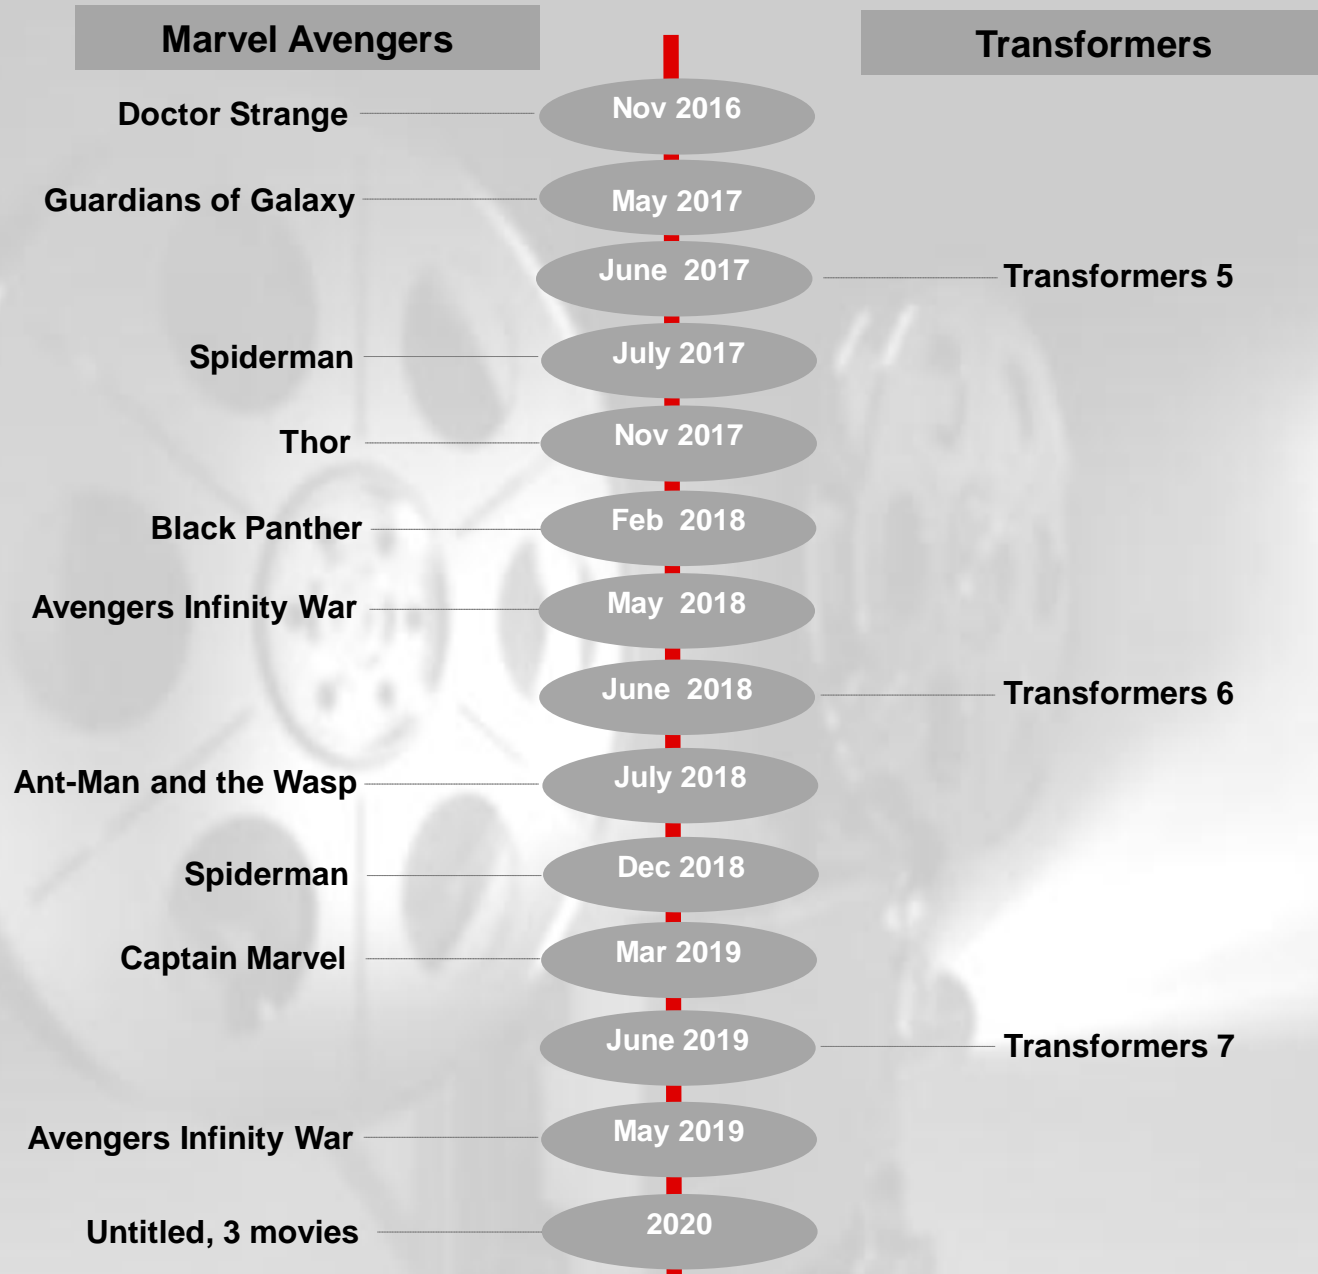 Marvel Avengers
Transformers
Doctor Strange
Nov 2016
Guardians of Galaxy
May 2017
June 2017
Transformers 5
Spiderman
July 2017
Thor
Nov 2017
Black Panther
Feb 2018
Avengers Infinity War
May 2018
June 2018
Transformers 6
Ant-Man and the Wasp
July 2018
Spiderman
Dec 2018
Captain Marvel
Mar 2019
June 2019
Transformers 7
Avengers Infinity War
May 2019
Untitled, 3 movies
2020